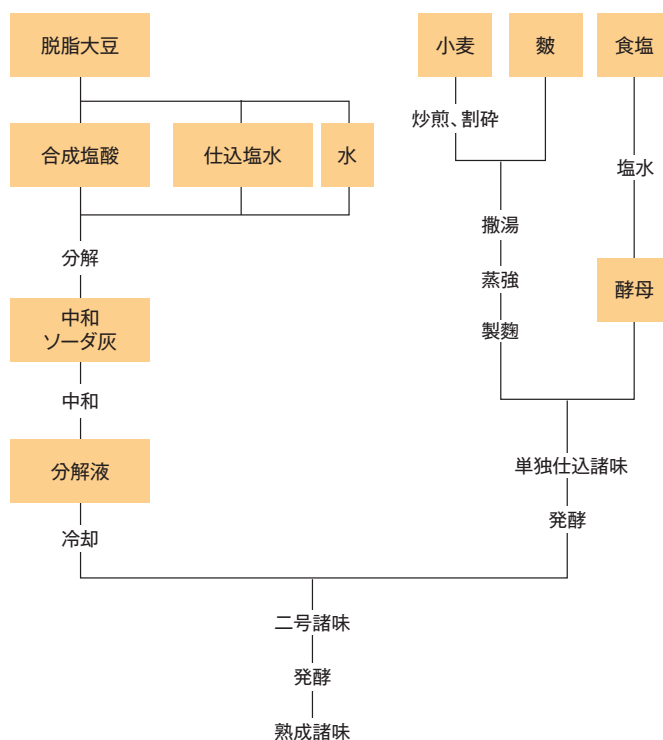 脱脂大豆
小麦
麬
食塩
炒煎、割砕
合成塩酸
仕込塩水
水
塩水
撒湯
分解
蒸強
酵母
中和
ソーダ灰
製麴
中和
分解液
単独仕込諸味
発酵
冷却
二号諸味
発酵
熟成諸味